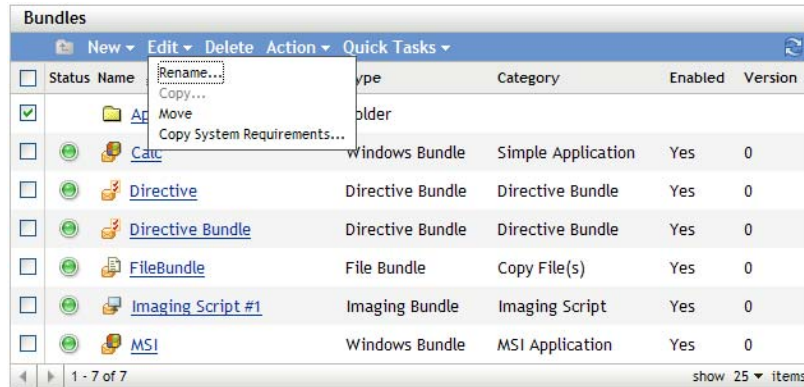 Bundles
New Edit Delete Action Quick Tasks
Status Name Type Category Enabled Version
Rename...
Copy...
Move
Copy System Requirements...
Calc Windows Bundle Simple Application Yes 0
Directive Directive Bundle Directive Bundle Yes 0
Directive Bundle Directive Bundle Directive Bundle Yes 0
FileBundle File Bundle Copy File(s) Yes 0
Imaging Script #1 Imaging Bundle Imaging Script Yes 0
MSI Windows Bundle MSI Application Yes 0
1 - 7 of 7 show 25 items